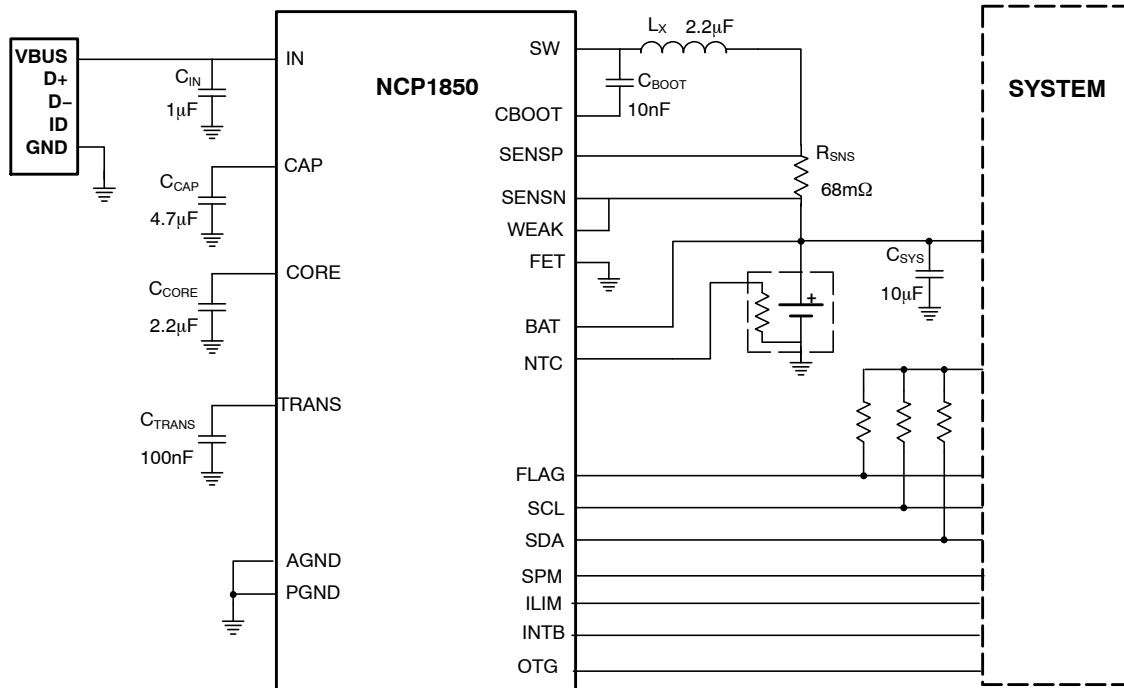 VBUS
D+
D−
ID
GND
C_IN
1μF
C_CAP
4.7μF
C_CORE
2.2μF
C_TRANS
100nF
IN
CAP
CORE
TRANS
AGND
PGND
NCP1850
SW
CBOOT
SENSP
SENSN
WEAK
FET
BAT
NTC
FLAG
SCL
SDA
SPM
ILIM
INTB
OTG
L_X 2.2μF
C_BOOT
10nF
R_SNS
68mΩ
+
C_SYS
10μF
SYSTEM